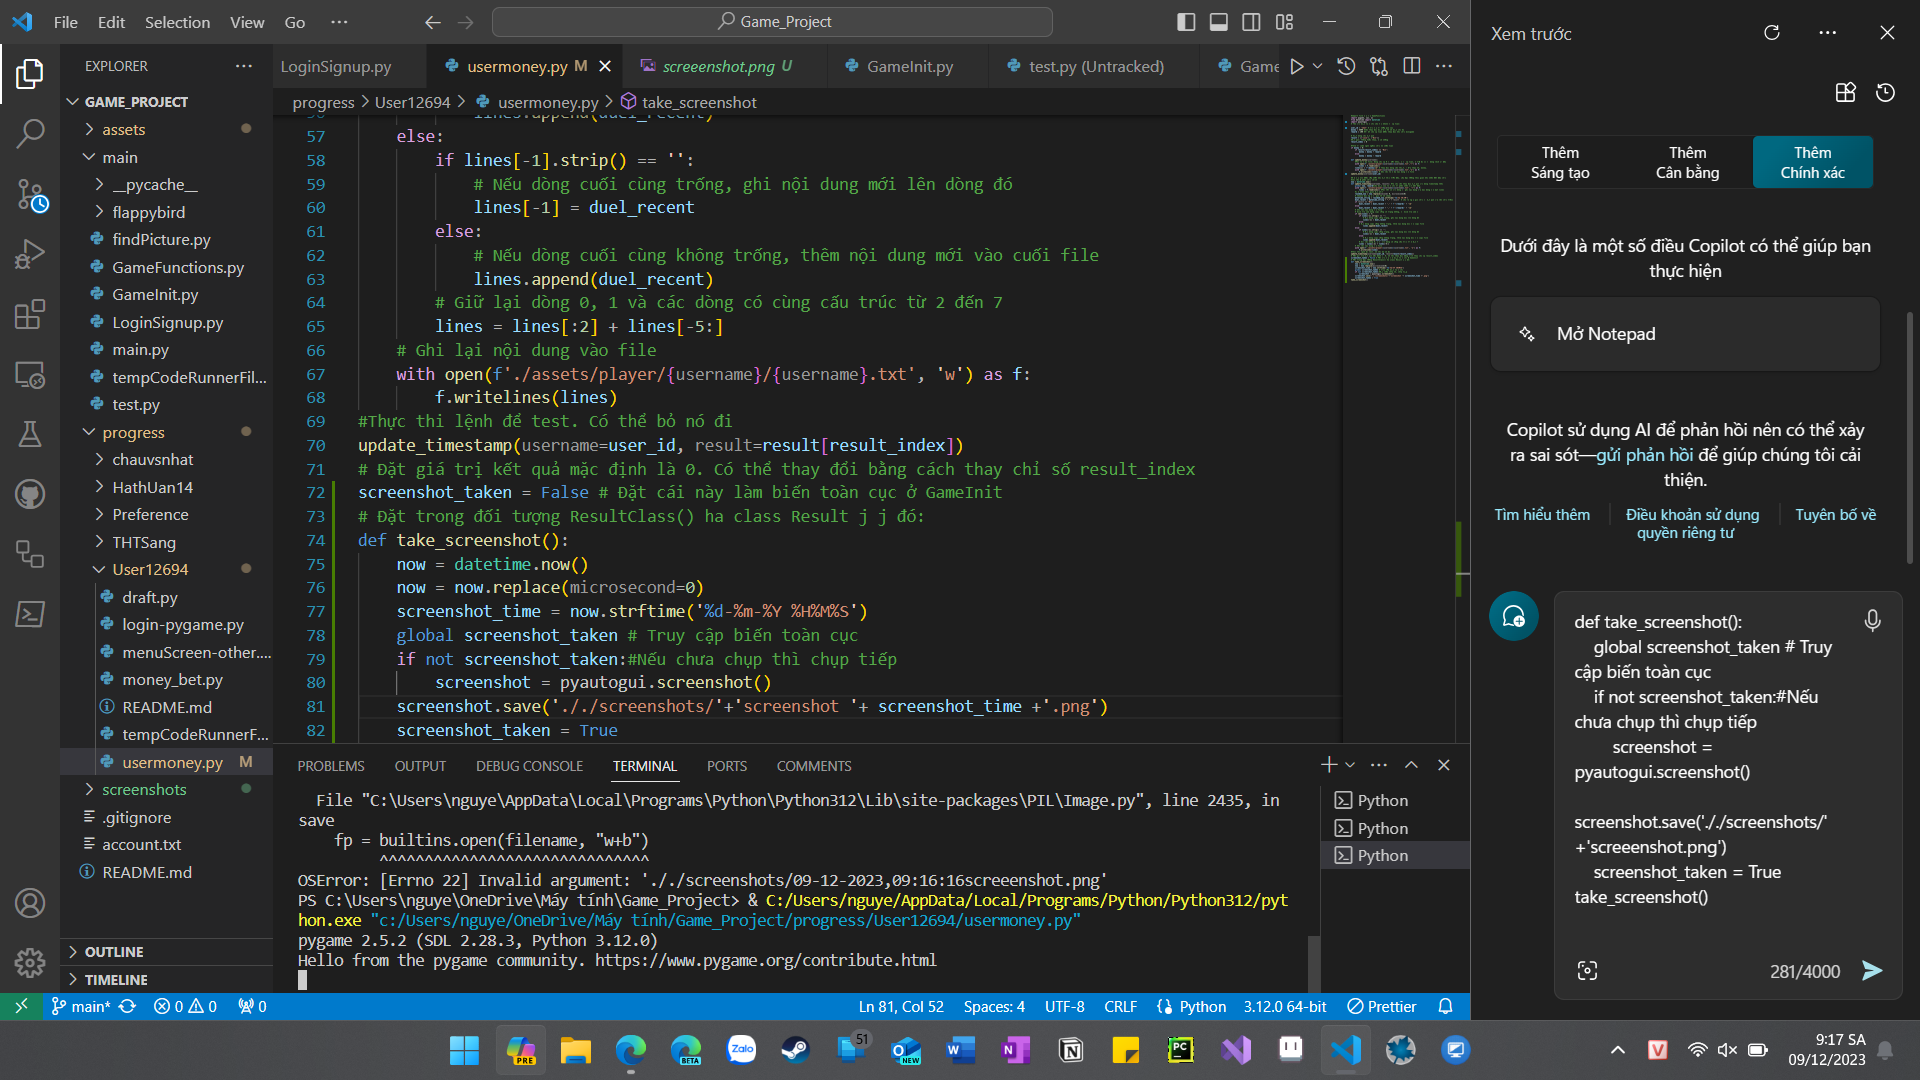 File Edit Selection View Go ···
Game_Project
Xem trước
EXPLORER
LoginSignup.py
usermoney.py M
screeenshot.png U
GameInit.py
test.py (Untracked)
Game
progress > User12694 > usermoney.py > take_screenshot
GAME_PROJECT
assets
main
__pycache__
flappybird
findPicture.py
GameFunctions.py
GameInit.py
LoginSignup.py
main.py
tempCodeRunnerFil...
test.py
progress
chauvsnhat
HathUan14
Preference
THTSang
User12694
draft.py
login-pygame.py
menuScreen-other....
money_bet.py
README.md
tempCodeRunnerF...
usermoney.py M
screenshots
.gitignore
account.txt
README.md
OUTLINE
TIMELINE
57 else:
58 if lines[-1].strip() == '':
59 # Nếu dòng cuối cùng trống, ghi nội dung mới lên dòng đó
60 lines[-1] = duel_recent
61 else:
62 # Nếu dòng cuối cùng không trống, thêm nội dung mới vào cuối file
63 lines.append(duel_recent)
64 # Giữ lại dòng 0, 1 và các dòng có cùng cấu trúc từ 2 đến 7
65 lines = lines[:2] + lines[-5:]
66 # Ghi lại nội dung vào file
67 with open(f'./assets/player/{username}/{username}.txt', 'w') as f:
68 f.writelines(lines)
69 #Thực thi lệnh để test. Có thể bỏ nó đi
70 update_timestamp(username=user_id, result=result[result_index])
71 # Đặt giá trị kết quả mặc định là 0. Có thể thay đổi bằng cách thay chỉ số result_index
72 screenshot_taken = False # Đặt cái này làm biến toàn cục ở GameInit
73 # Đặt trong đối tượng ResultClass() ha class Result j j đó:
74 def take_screenshot():
75 now = datetime.now()
76 now = now.replace(microsecond=0)
77 screenshot_time = now.strftime('%d-%m-%Y %H%M%S')
78 global screenshot_taken # Truy cập biến toàn cục
79 if not screenshot_taken:#Nếu chưa chụp thì chụp tiếp
80 screenshot = pyautogui.screenshot()
81 screenshot.save('././screenshots/'+'screenshot '+ screenshot_time +'.png')
82 screenshot_taken = True
PROBLEMS OUTPUT DEBUG CONSOLE TERMINAL PORTS COMMENTS
File "C:\Users\nguye\AppData\Local\Programs\Python\Python312\Lib\site-packages\PIL\Image.py", line 2435, in
save
fp = builtins.open(filename, "w+b")
^^^^^^^^^^^^^^^^^^^^^^^^^^^^^^
OSError: [Errno 22] Invalid argument: '././screenshots/09-12-2023,09:16:16screeenshot.png'
PS C:\Users\nguye\OneDrive\Máy tính\Game_Project> & C:/Users/nguye/AppData/Local/Programs/Python/Python312/pyt
hon.exe "c:/Users/nguye/OneDrive/Máy tính/Game_Project/progress/User12694/usermoney.py"
pygame 2.5.2 (SDL 2.28.3, Python 3.12.0)
Hello from the pygame community. https://www.pygame.org/contribute.html
Python
Python
Python
main* 0 0 0
Ln 81, Col 52 Spaces: 4 UTF-8 CRLF Python 3.12.0 64-bit Prettier
Thêm
Sáng tạo
Thêm
Cân bằng
Thêm
Chính xác
Dưới đây là một số điều Copilot có thể giúp bạn
thực hiện
Mở Notepad
Copilot sử dụng AI để phản hồi nên có thể xảy
ra sai sót—gửi phản hồi để giúp chúng tôi cải
thiện.
Tìm hiểu thêm
Điều khoản sử dụng
quyền riêng tư
Tuyên bố về
def take_screenshot():
global screenshot_taken # Truy
cập biến toàn cục
if not screenshot_taken:#Nếu
chưa chụp thì chụp tiếp
screenshot =
pyautogui.screenshot()
screenshot.save('././screenshots/'
+'screeenshot.png')
screenshot_taken = True
take_screenshot()
281/4000
PRE
BETA
Zalo
51
NEW
W
N
N
PC
V
9:17 SA
09/12/2023